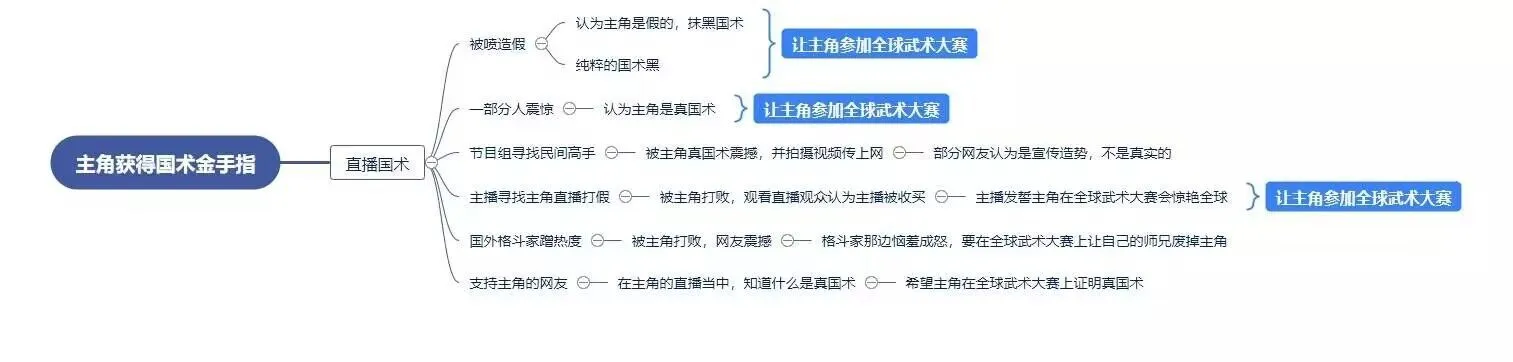 主角获得国术金手指
直播国术
被喷造假
认为主角是假的，抹黑国术
纯粹的国术黑
让主角参加全球武术大赛
一部分人震惊
认为主角是真国术
让主角参加全球武术大赛
节目组寻找民间高手
被主角真国术震撼，并拍摄视频传上网
部分网友认为是宣传造势，不是真实的
主播寻找主角直播打假
被主角打败，观看直播观众认为主播被收买
主播发誓主角在全球武术大赛会惊艳全球
让主角参加全球武术大赛
国外格斗家蹭热度
被主角打败，网友震撼
格斗家那边恼羞成怒，要在全球武术大赛上让自己的师兄废掉主角
支持主角的网友
在主角的直播当中，知道什么是真国术
希望主角在全球武术大赛上证明真国术